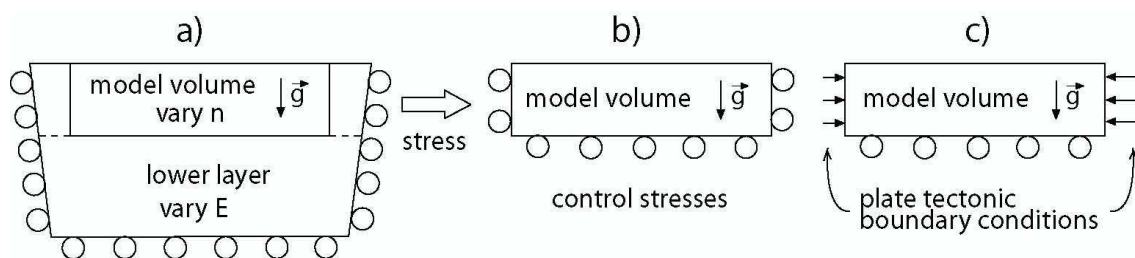 a)
model volume
vary n
g
lower layer
vary E
stress
b)
model volume
g
control stresses
c)
model volume
g
plate tectonic
boundary conditions